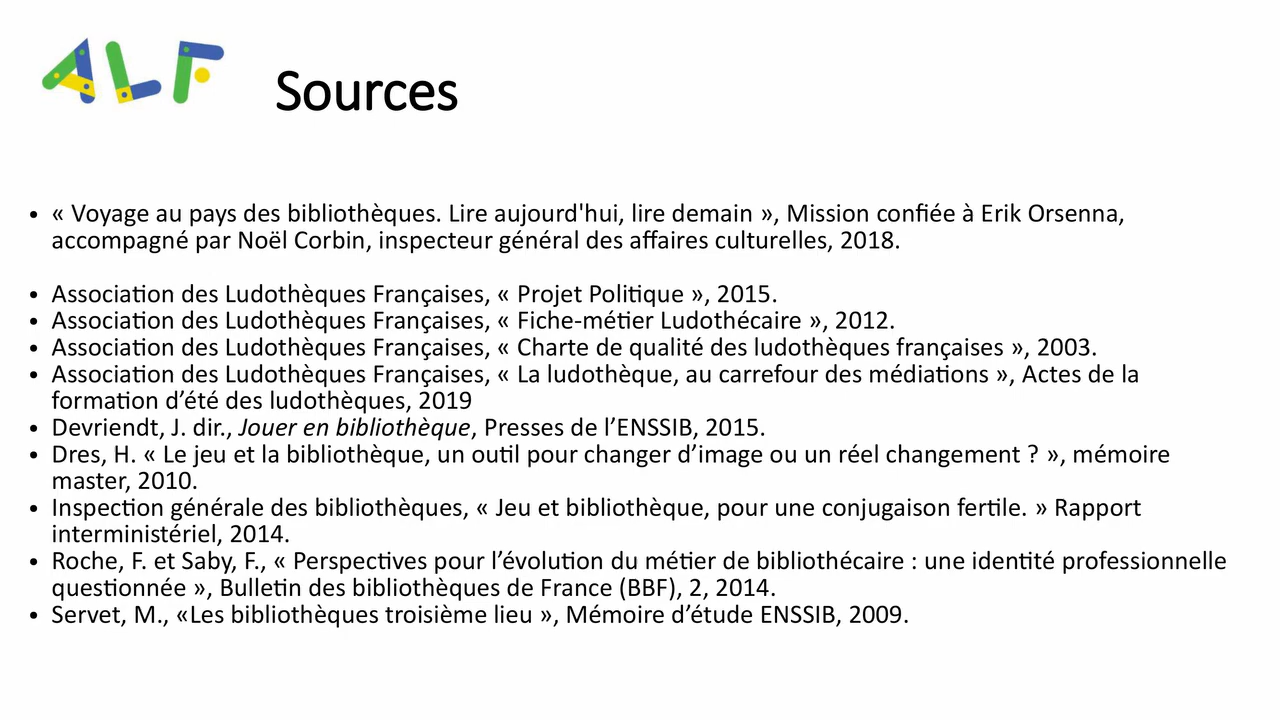 ALF
Sources
• « Voyage au pays des bibliothèques. Lire aujourd'hui, lire demain », Mission confiée à Erik Orsenna,
accompagné par Noël Corbin, inspecteur général des affaires culturelles, 2018.
• Association des Ludothèques Françaises, « Projet Politique », 2015.
• Association des Ludothèques Françaises, « Fiche-métier Ludothécaire », 2012.
• Association des Ludothèques Françaises, « Charte de qualité des ludothèques françaises », 2003.
• Association des Ludothèques Françaises, « La ludothèque, au carrefour des médiations », Actes de la
formation d’été des ludothèques, 2019
• Devriendt, J. dir., Jouer en bibliothèque, Presses de l’ENSSIB, 2015.
• Dres, H. « Le jeu et la bibliothèque, un outil pour changer d’image ou un réel changement ? », mémoire
master, 2010.
• Inspection générale des bibliothèques, « Jeu et bibliothèque, pour une conjugaison fertile. » Rapport
interministériel, 2014.
• Roche, F. et Saby, F., « Perspectives pour l’évolution du métier de bibliothécaire : une identité professionnelle
questionnée », Bulletin des bibliothèques de France (BBF), 2, 2014.
• Servet, M., «Les bibliothèques troisième lieu », Mémoire d’étude ENSSIB, 2009.